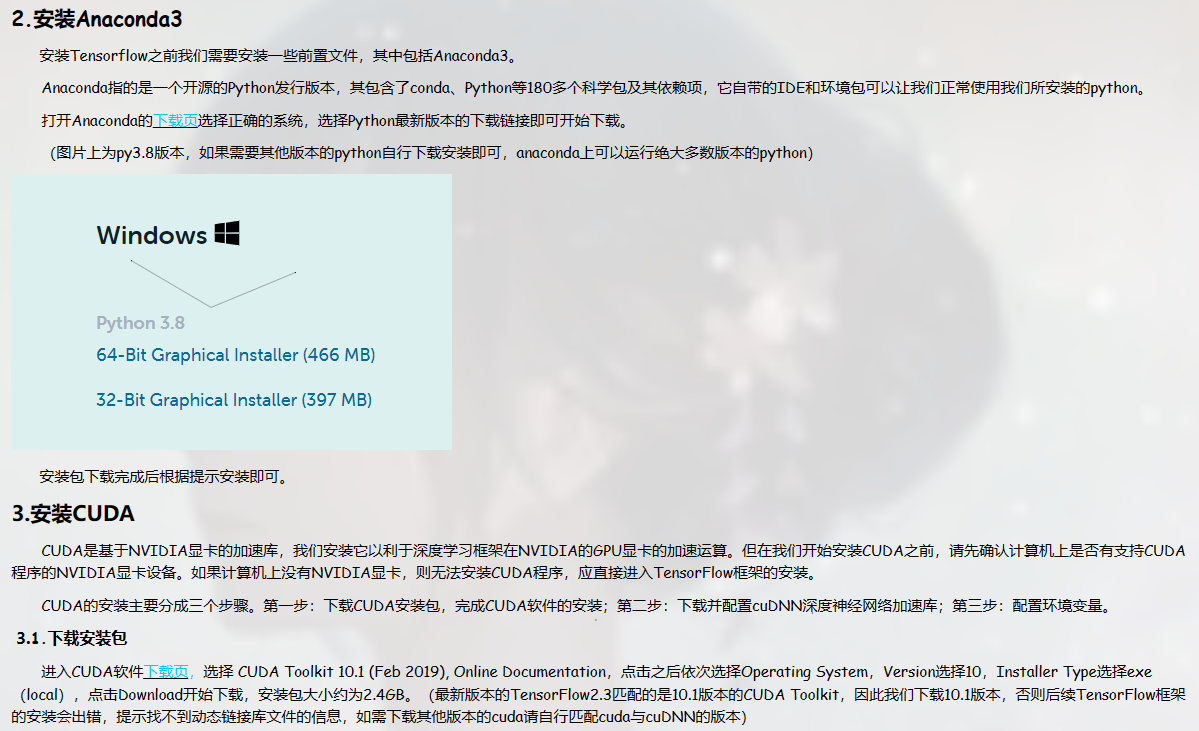 2.安装Anaconda3
安装Tensorflow之前我们需要安装一些前置文件，其中包括Anaconda3。
Anaconda指的是一个开源的Python发行版本，其包含了conda、Python等180多个科学包及其依赖项，它自带的IDE和环境包可以让我们正常使用我们所安装的python。
打开Anaconda的下载页选择正确的系统，选择Python最新版本的下载链接即可开始下载。
（图片上为py3.8版本，如果需要其他版本的python自行下载安装即可，anaconda上可以运行绝大多数版本的python）
Windows
Python 3.8
64-Bit Graphical Installer (466 MB)
32-Bit Graphical Installer (397 MB)
安装包下载完成后根据提示安装即可。
3.安装CUDA
CUDA是基于NVIDIA显卡的加速库，我们安装它以利于深度学习框架在NVIDIA的GPU显卡的加速运算。但在我们开始安装CUDA之前，请先确认计算机上是否有支持CUDA
程序的NVIDIA显卡设备。如果计算机上没有NVIDIA显卡，则无法安装CUDA程序，应直接进入TensorFlow框架的安装。
CUDA的安装主要分成三个步骤。第一步：下载CUDA安装包，完成CUDA软件的安装；第二步：下载并配置cuDNN深度神经网络加速库；第三步：配置环境变量。
3.1.下载安装包
进入CUDA软件下载页，选择 CUDA Toolkit 10.1 (Feb 2019), Online Documentation，点击之后依次选择Operating System，Version选择10，Installer Type选择exe
（local），点击Download开始下载，安装包大小约为2.4GB。（最新版本的TensorFlow2.3匹配的是10.1版本的CUDA Toolkit，因此我们下载10.1版本，否则后续TensorFlow框架
的安装会出错，提示找不到动态链接库文件的信息，如需下载其他版本的cuda请自行匹配cuda与cuDNN的版本）